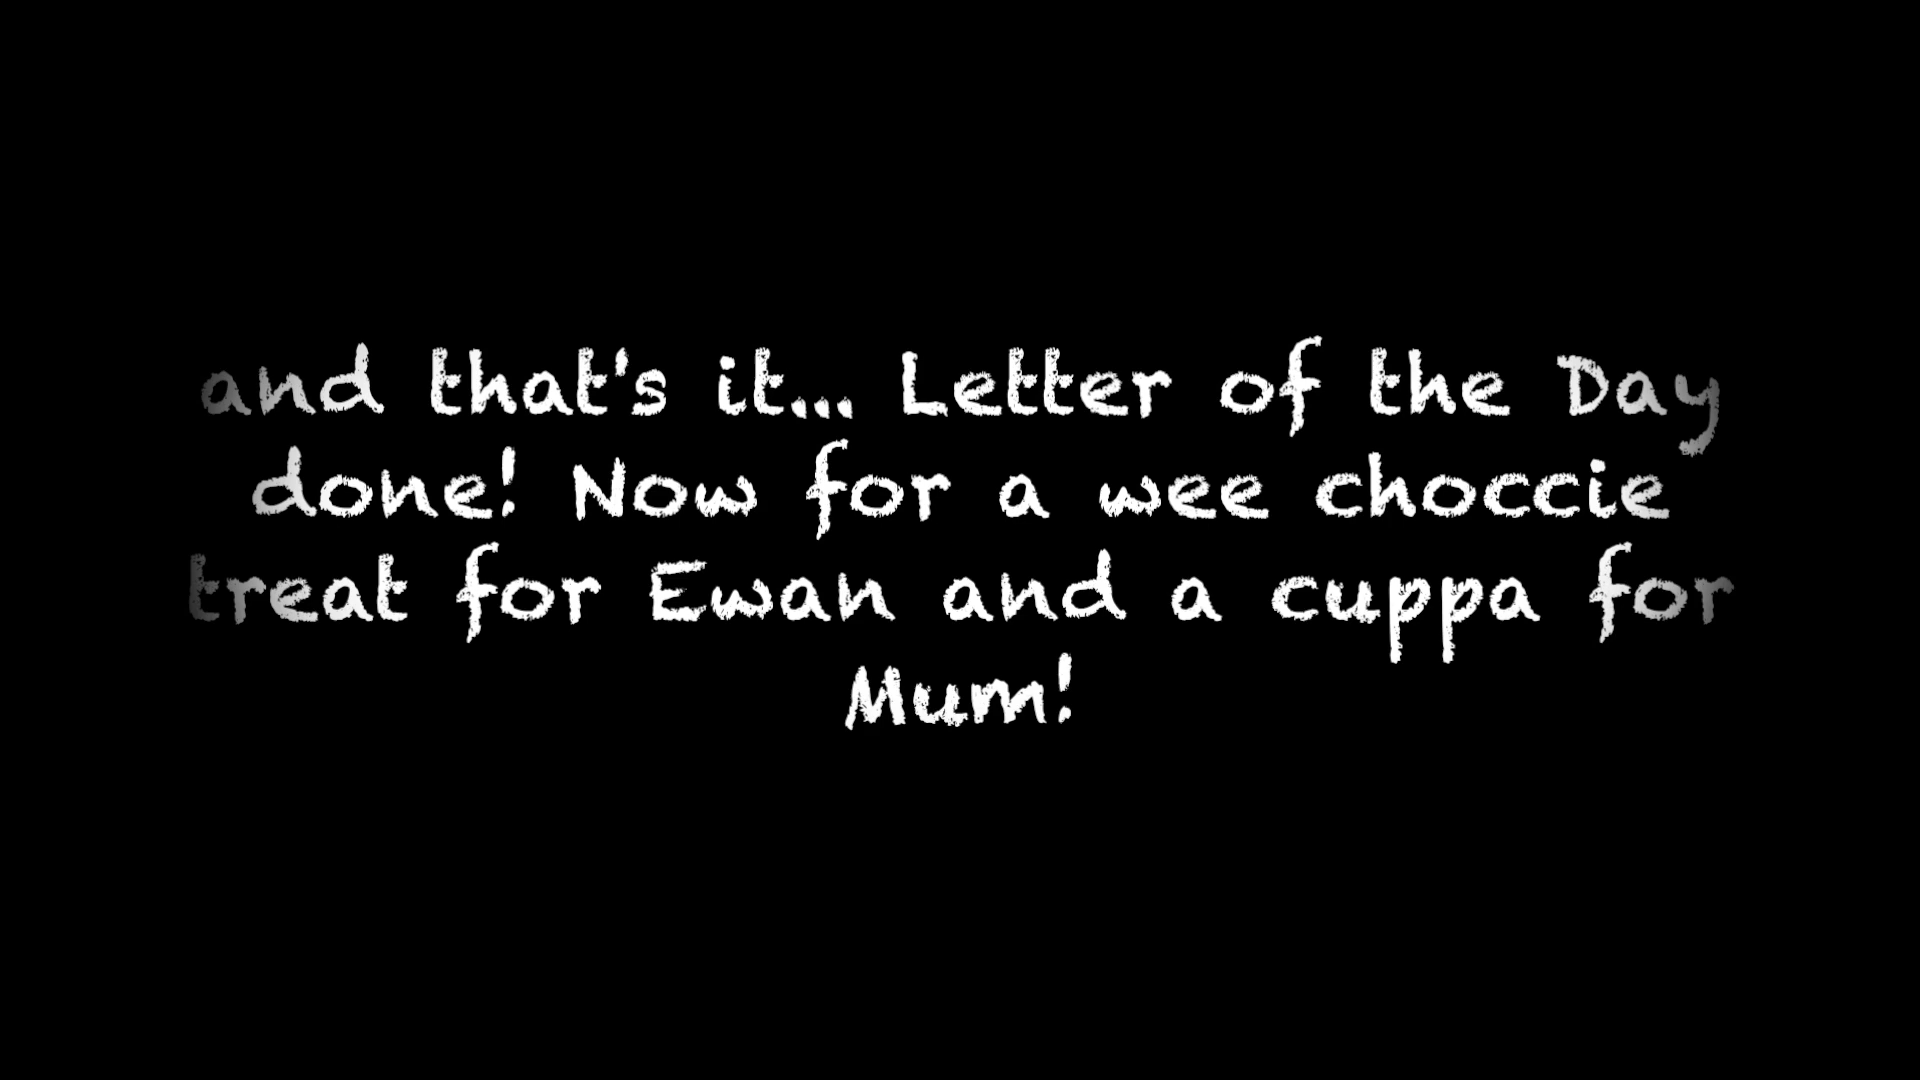 and that's it... Letter of the Day
done! Now for a wee choccie
treat for Ewan and a cuppa for
Mum!